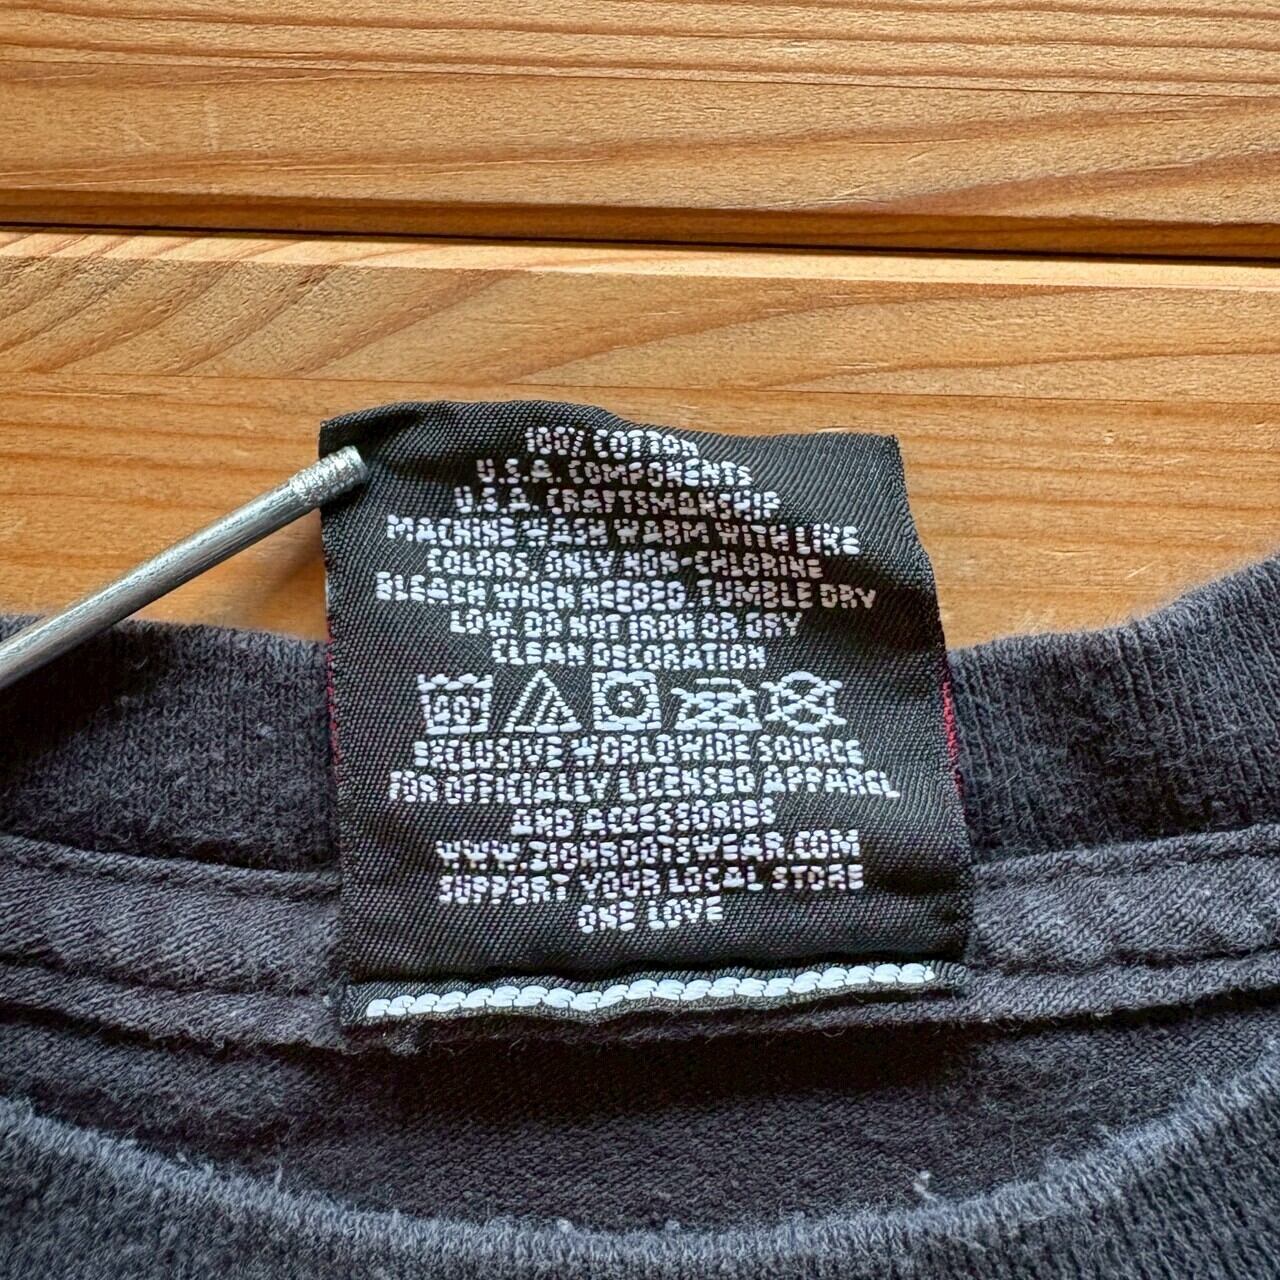 100% COTTON
U.S.A. COMPONENTS
U.S.A. CRAFTSMANSHIP
MACHINE WASH WARM WITH LIKE
COLORS, ONLY NON-CHLORINE
BLEACH WHEN NEEDED, TUMBLE DRY
LOW, DO NOT IRON OR DRY
CLEAN DECORATION
EXCLUSIVE WORLDWIDE SOURCE
FOR OFFICIALLY LICENSED APPAREL
AND ACCESSORIES
WWW.ZIONROOTSWEAR.COM
SUPPORT YOUR LOCAL STORE
ONE LOVE